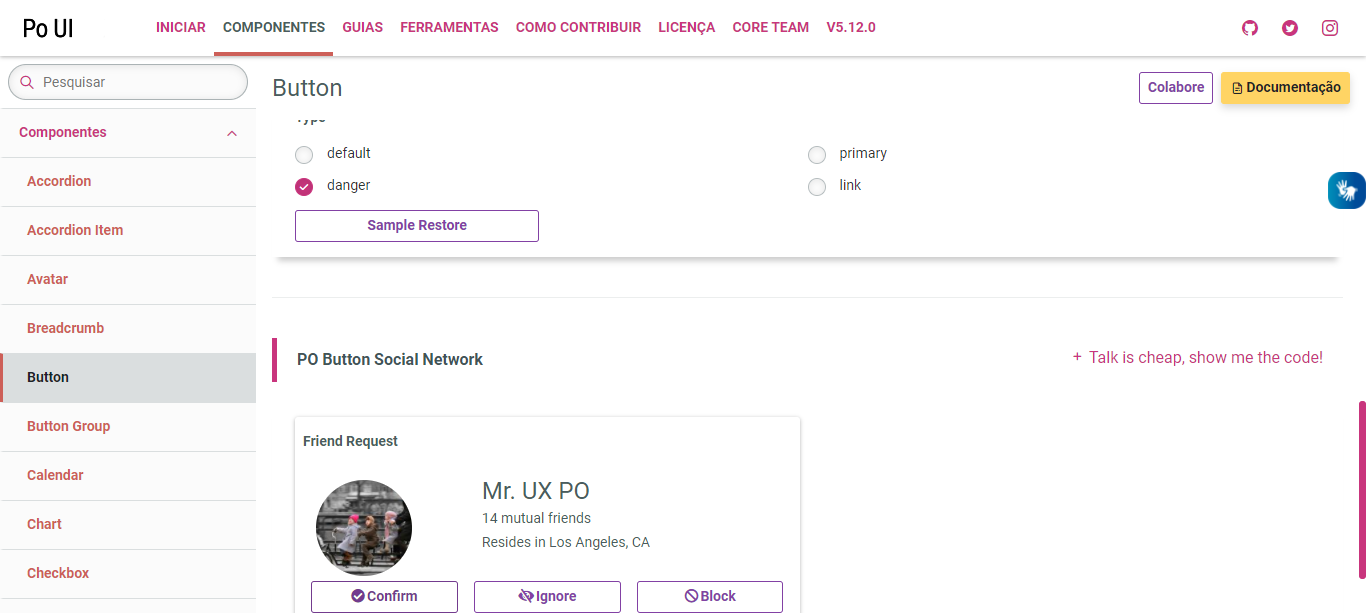 Po UI
INICIAR COMPONENTES GUIAS FERRAMENTAS COMO CONTRIBUIR LICENÇA CORE TEAM V5.12.0
Pesquisar
Componentes
Accordion
Accordion Item
Avatar
Breadcrumb
Button
Button Group
Calendar
Chart
Checkbox
Button
Colabore
Documentação
Type
default
primary
danger
link
Sample Restore
PO Button Social Network
+ Talk is cheap, show me the code!
Friend Request
Mr. UX PO
14 mutual friends
Resides in Los Angeles, CA
Confirm
Ignore
Block